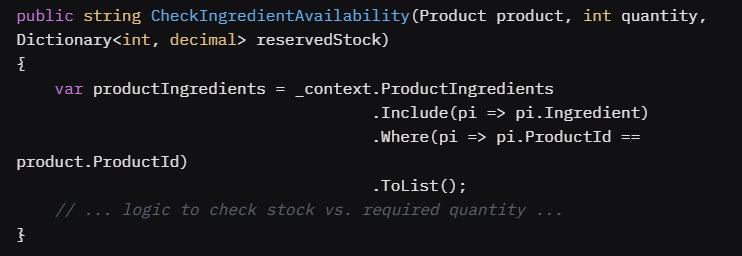 public string CheckIngredientAvailability(Product product, int quantity,
Dictionary<int, decimal> reservedStock)
{
    var productIngredients = _context.ProductIngredients
                                     .Include(pi => pi.Ingredient)
                                     .Where(pi => pi.ProductId ==
product.ProductId)
                                     .ToList();
    // ... logic to check stock vs. required quantity ...
}